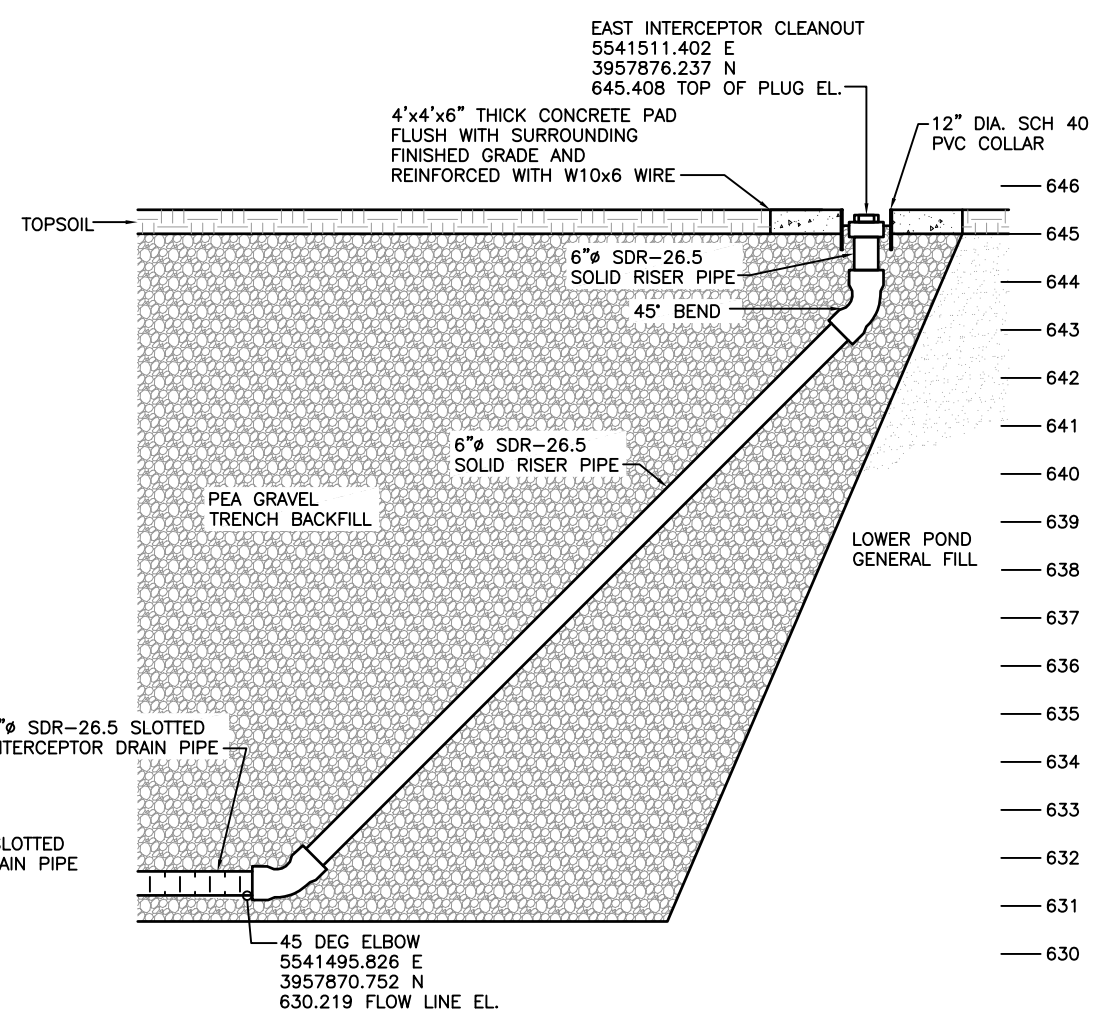 EAST INTERCEPTOR CLEANOUT
5541511.402 E
3957876.237 N
645.408 TOP OF PLUG EL.
4'x4'x6" THICK CONCRETE PAD
FLUSH WITH SURROUNDING
FINISHED GRADE AND
REINFORCED WITH W10x6 WIRE
12" DIA. SCH 40
PVC COLLAR
TOPSOIL
6"ø SDR-26.5
SOLID RISER PIPE
45° BEND
6"ø SDR-26.5
SOLID RISER PIPE
PEA GRAVEL
TRENCH BACKFILL
LOWER POND
GENERAL FILL
"ø SDR-26.5 SLOTTED
NTERCEPTOR DRAIN PIPE
SLOTTED
AIN PIPE
45 DEG ELBOW
5541495.826 E
3957870.752 N
630.219 FLOW LINE EL.
646
645
644
643
642
641
640
639
638
637
636
635
634
633
632
631
630